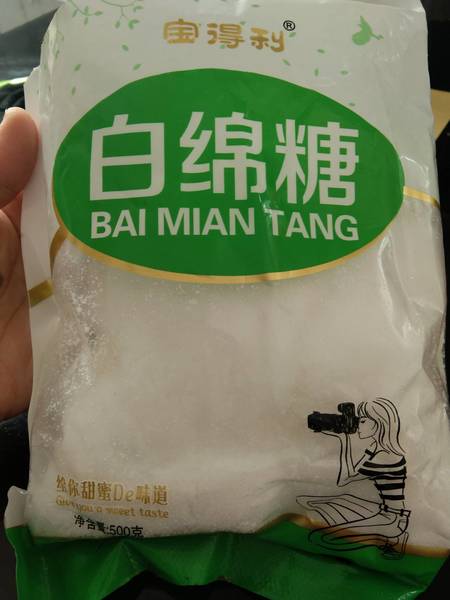 宝得利®
白绵糖
BAI MIAN TANG
给你甜蜜De味道
Give you a sweet taste
净含量:500克